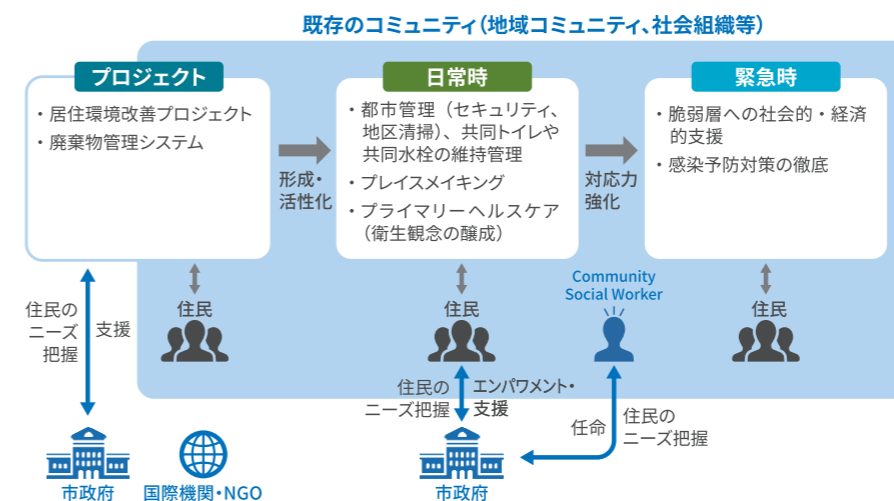 既存のコミュニティ（地域コミュニティ、社会組織等）
プロジェクト
・居住環境改善プロジェクト
・廃棄物管理システム
形成・
活性化
日常時
・都市管理（セキュリティ、
地区清掃）、共同トイレや
共同水栓の維持管理
・プレイスメイキング
・プライマリーヘルスケア
（衛生観念の醸成）
対応力
強化
緊急時
・脆弱層への社会的・経済
的支援
・感染予防対策の徹底
住民の
ニーズ
把握
支援
住民
住民
Community
Social Worker
住民
住民の
ニーズ把握
エンパワメント・
支援
任命
住民の
ニーズ把握
市政府
国際機関・NGO
市政府